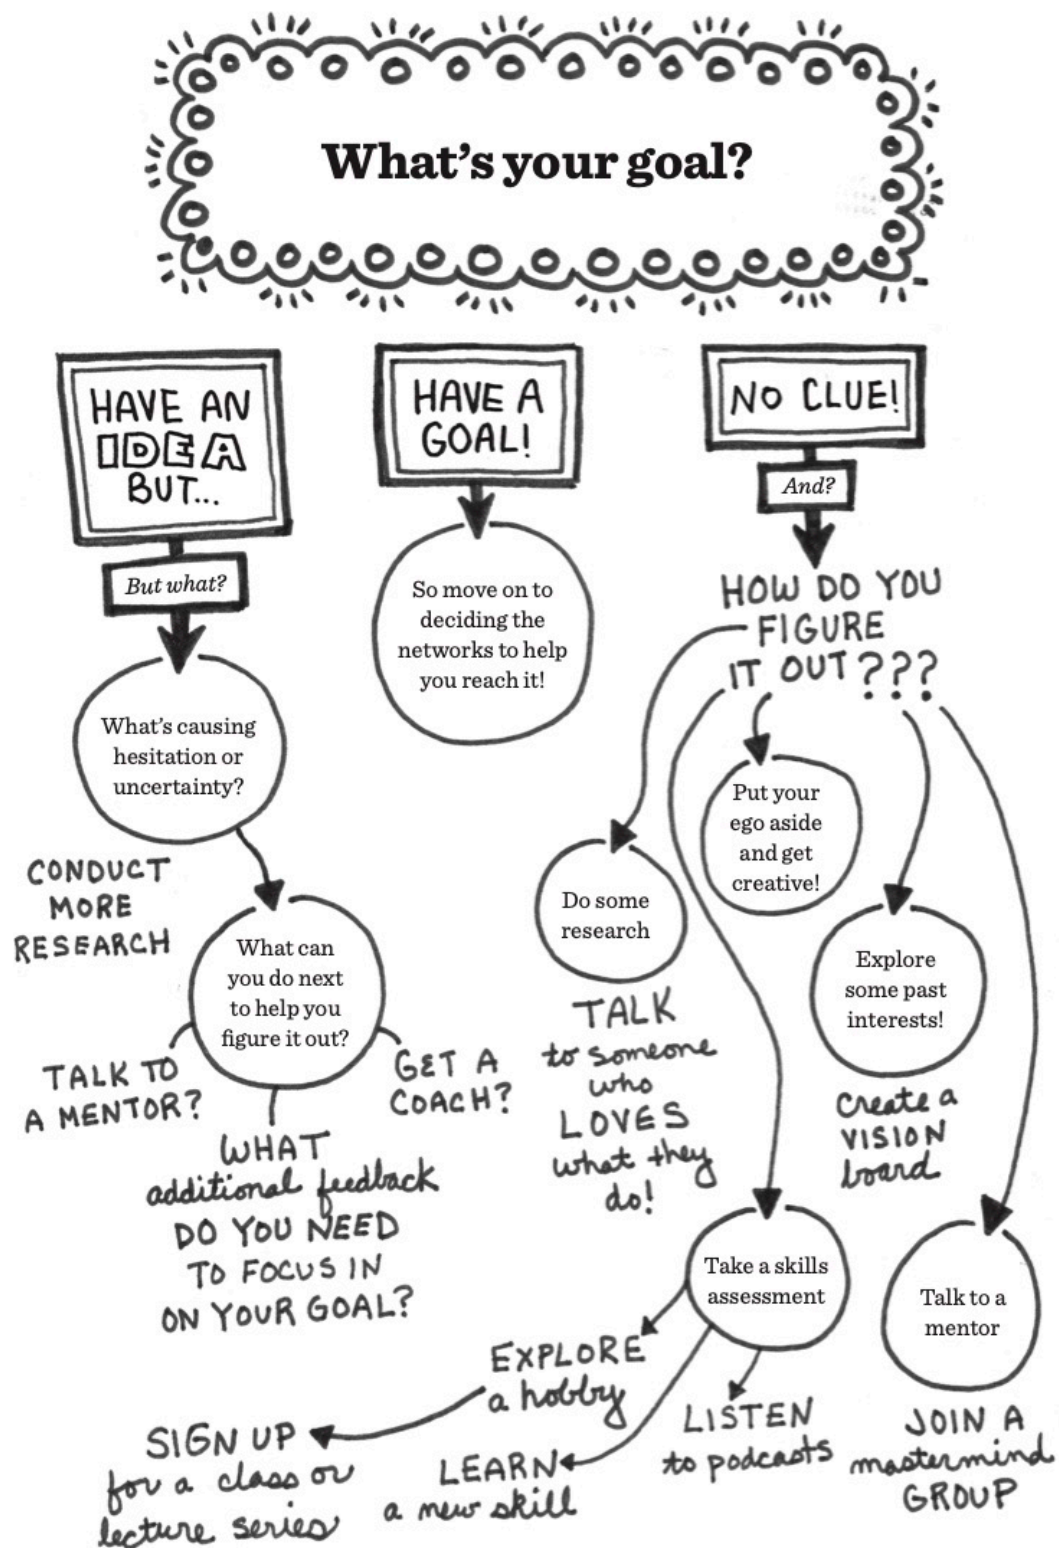 What's your goal?
HAVE AN
IDEA
BUT...
But what?
What's causing
hesitation or
uncertainty?
CONDUCT
MORE
RESEARCH
What can
you do next
to help you
figure it out?
TALK TO
A MENTOR?
GET A
COACH?
WHAT
additional feedback
DO YOU NEED
TO FOCUS IN
ON YOUR GOAL?
HAVE A
GOAL!
So move on to
deciding the
networks to help
you reach it!
NO CLUE!
And?
HOW DO YOU
FIGURE
IT OUT???
Do some
research
TALK
to someone
who
LOVES
what they
do!
Put your
ego aside
and get
creative!
Explore
some past
interests!
Create a
VISION
board
Take a skills
assessment
EXPLORE
a hobby
SIGN UP
for a class or
lecture series
LEARN
a new skill
LISTEN
to podcasts
Talk to a
mentor
JOIN A
mastermind
GROUP